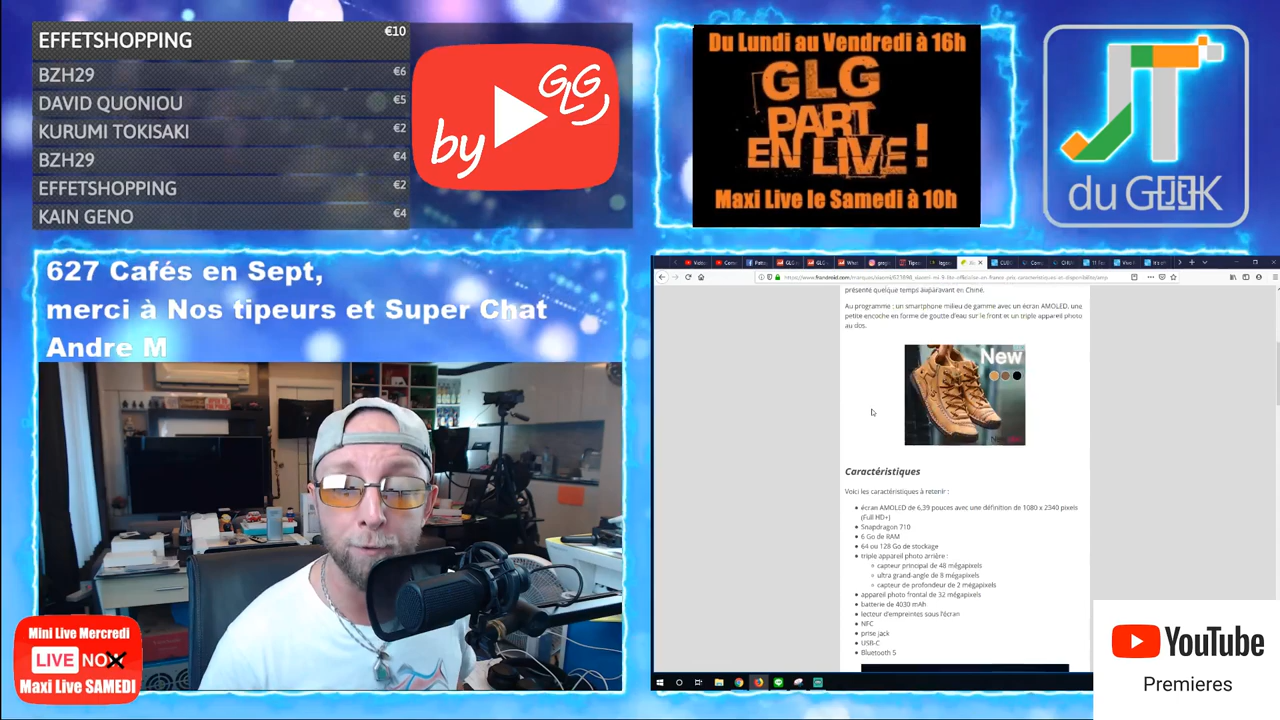 EFFETSHOPPING €10
BZH29 €6
DAVID QUONIOU €5
KURUMI TOKISAKI €2
BZH29 €4
EFFETSHOPPING €2
KAIN GENO €4
by GLG
Du Lundi au Vendredi à 16h
GLG
PART
EN LIVE !
Maxi Live le Samedi à 10h
JT
du GEEK
627 Cafés en Sept,
merci à Nos tipeurs et Super Chat
Andre M
présenté quelque temps auparavant en Chine.
Au programme : un smartphone milieu de gamme avec un écran AMOLED, une
petite encoche en forme de goutte d'eau sur le front et un triple appareil photo
au dos.
New
Caractéristiques
Voici les caractéristiques à retenir :
écran AMOLED de 6,39 pouces avec une définition de 1080 x 2340 pixels
(Full HD+)
Snapdragon 710
6 Go de RAM
64 ou 128 Go de stockage
triple appareil photo arrière :
capteur principal de 48 mégapixels
ultra grand-angle de 8 mégapixels
capteur de profondeur de 2 mégapixels
appareil photo frontal de 32 mégapixels
batterie de 4030 mAh
lecteur d'empreintes sous l'écran
NFC
prise jack
USB-C
Bluetooth 5
Mini Live Mercredi
LIVE NOW
Maxi Live SAMEDI
YouTube
Premieres